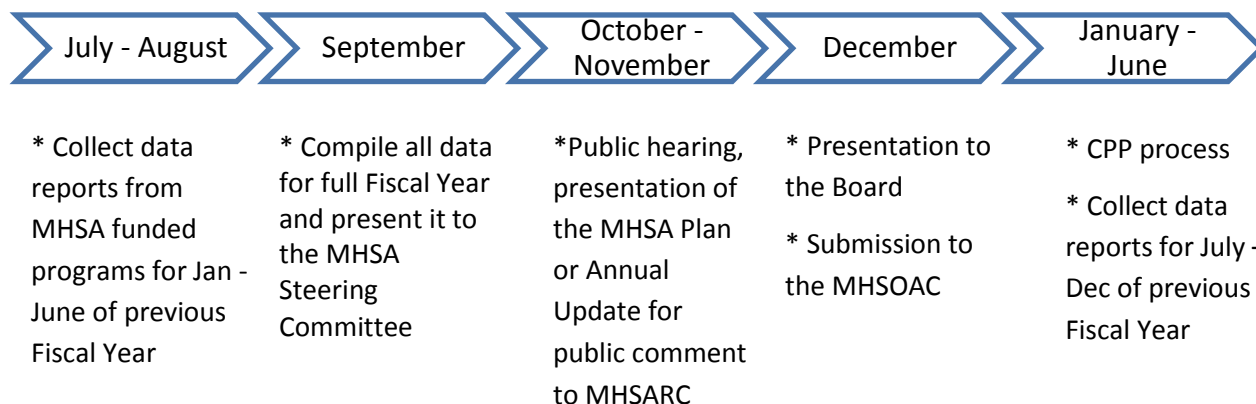 July - August
September
October -
November
December
January -
June
* Collect data
reports from
MHSA funded
programs for Jan -
June of previous
Fiscal Year
* Compile all data
for full Fiscal Year
and present it to
the MHSA
Steering
Committee
*Public hearing,
presentation of
the MHSA Plan
or Annual
Update for
public comment
to MHSARC
* Presentation to
the Board
* Submission to
the MHSOAC
* CPP process
* Collect data
reports for July -
Dec of previous
Fiscal Year